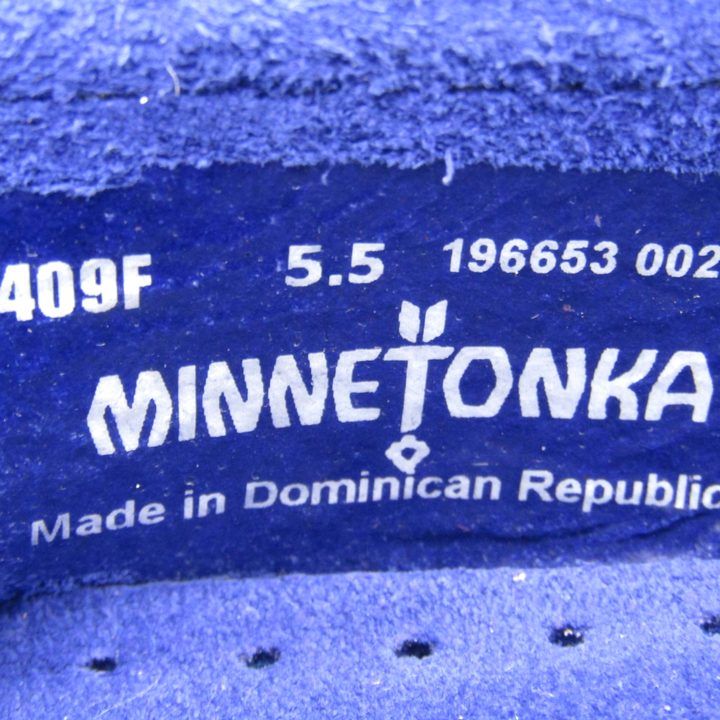 409F 5.5 196653 002
MINNETONKA
Made in Dominican Republic